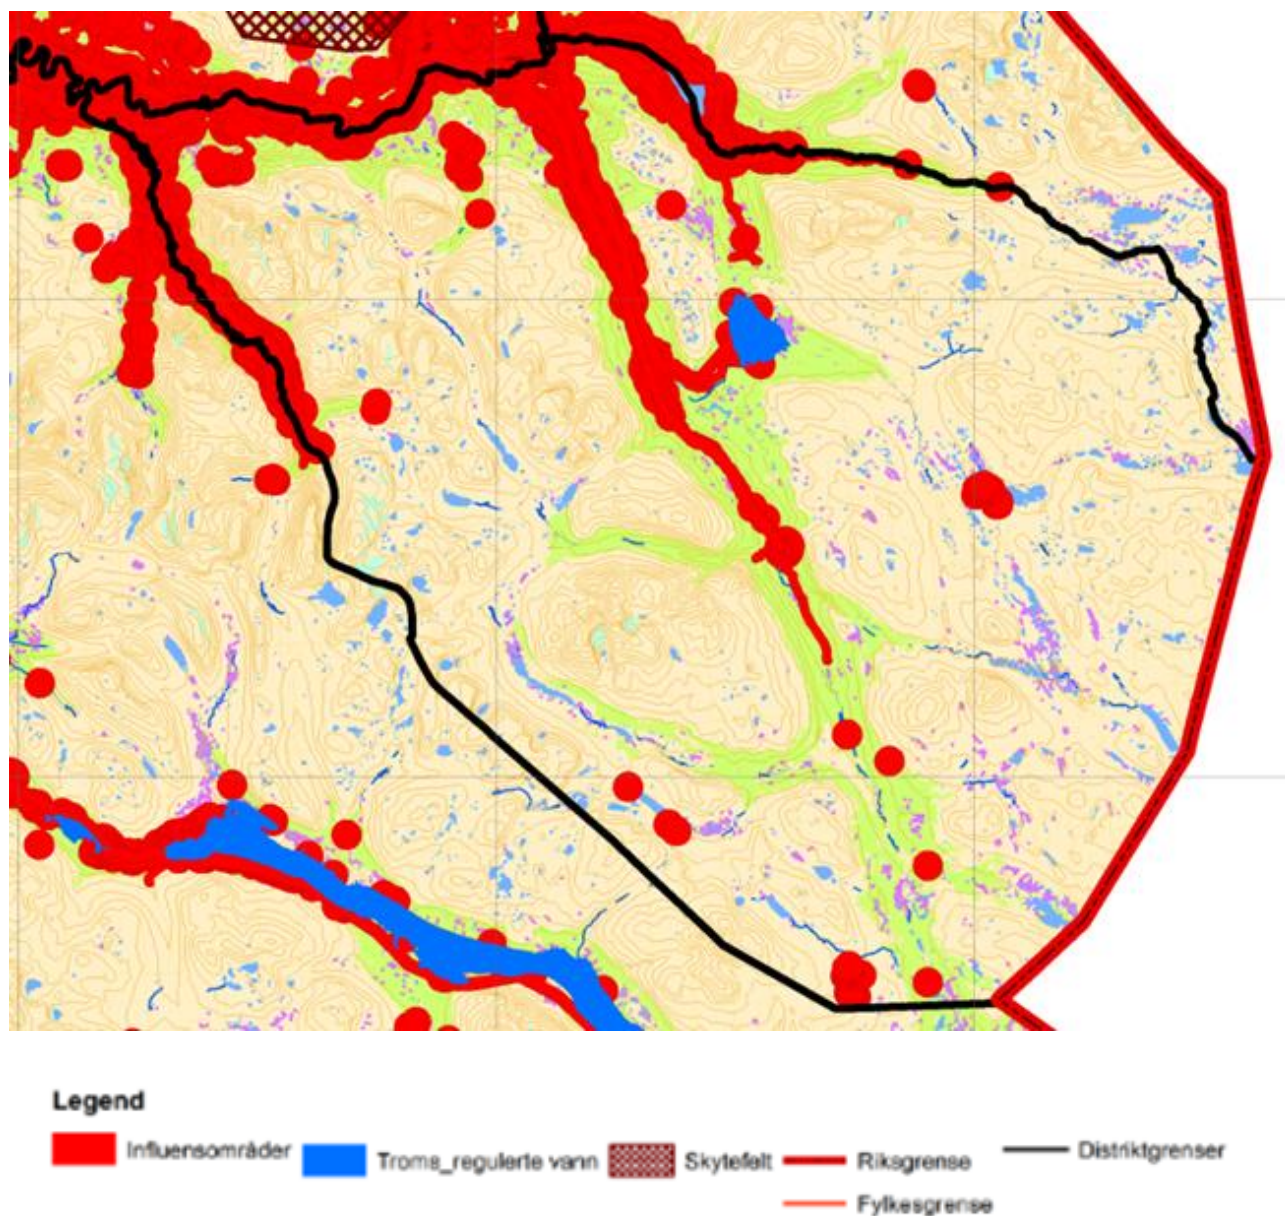 Legend
Influensområder
Troms_regulerte vann
Skytefelt
Riksgrense
Distriktgrenser
Fylkesgrense